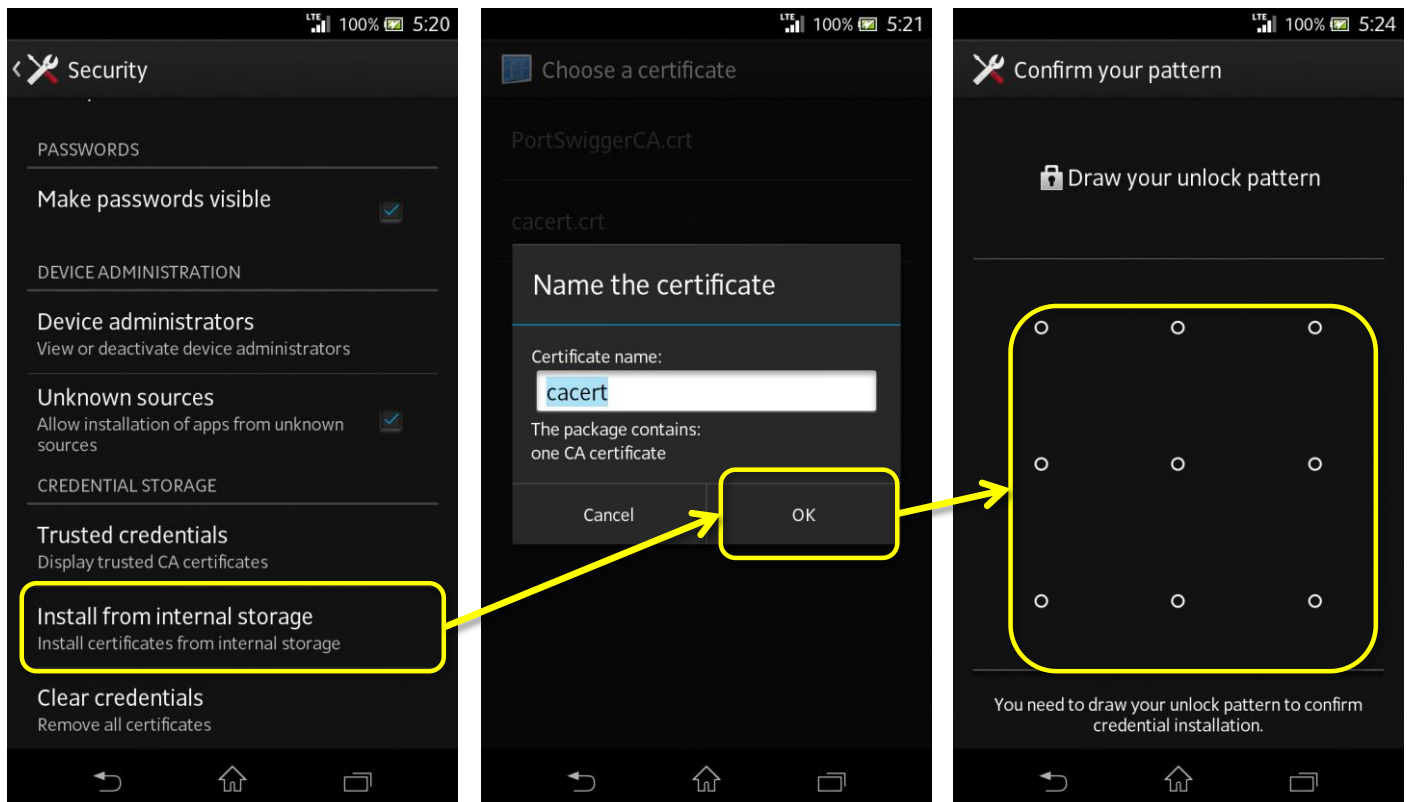 LTE 100% 5:20
Security
PASSWORDS
Make passwords visible
DEVICE ADMINISTRATION
Device administrators
View or deactivate device administrators
Unknown sources
Allow installation of apps from unknown
sources
CREDENTIAL STORAGE
Trusted credentials
Display trusted CA certificates
Install from internal storage
Install certificates from internal storage
Clear credentials
Remove all certificates
LTE 100% 5:21
Choose a certificate
PortSwiggerCA.crt
cacert.crt
Name the certificate
Certificate name:
cacert
The package contains:
one CA certificate
Cancel OK
LTE 100% 5:24
Confirm your pattern
Draw your unlock pattern
You need to draw your unlock pattern to confirm
credential installation.